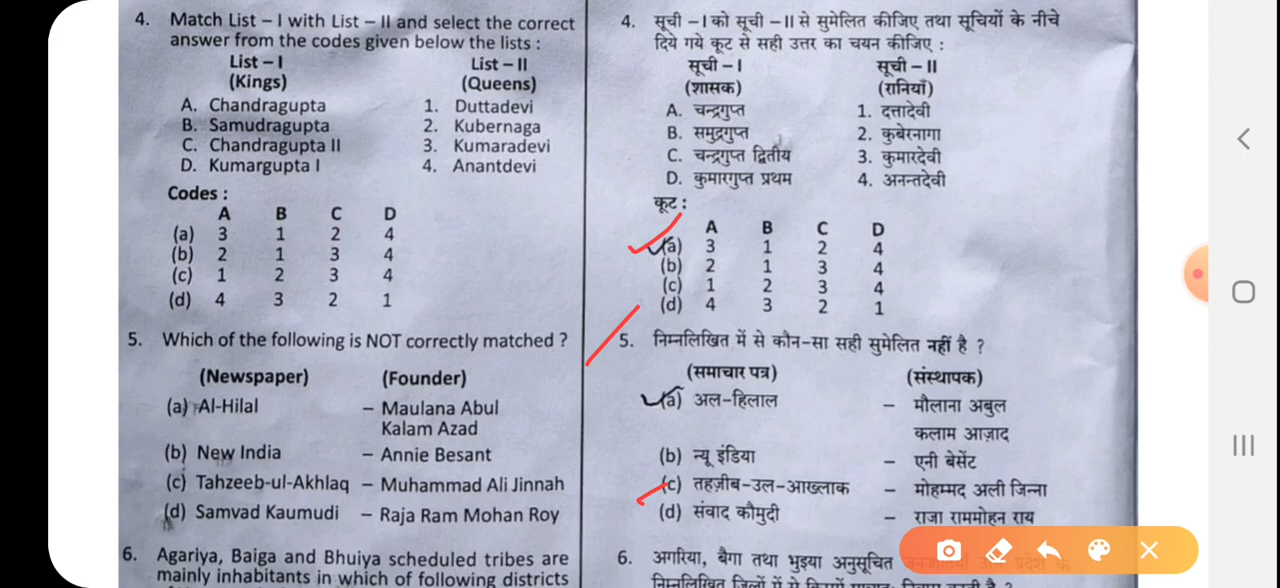 4. Match List – I with List – II and select the correct
answer from the codes given below the lists :
List – I List – II
(Kings) (Queens)
A. Chandragupta 1. Duttadevi
B. Samudragupta 2. Kubernaga
C. Chandragupta II 3. Kumaradevi
D. Kumargupta I 4. Anantdevi
Codes :
A B C D
(a) 3 1 2 4
(b) 2 1 3 4
(c) 1 2 3 4
(d) 4 3 2 1
5. Which of the following is NOT correctly matched ?
(Newspaper) (Founder)
(a) Al-Hilal – Maulana Abul
Kalam Azad
(b) New India – Annie Besant
(c) Tahzeeb-ul-Akhlaq – Muhammad Ali Jinnah
(d) Samvad Kaumudi – Raja Ram Mohan Roy
6. Agariya, Baiga and Bhuiya scheduled tribes are
mainly inhabitants in which of following districts
4. सूची –I को सूची –II से सुमेलित कीजिए तथा सूचियों के नीचे
दिये गये कूट से सही उत्तर का चयन कीजिए :
सूची – I सूची – II
(शासक) (रानियाँ)
A. चन्द्रगुप्त 1. दत्तादेवी
B. समुद्रगुप्त 2. कुबेरनागा
C. चन्द्रगुप्त द्वितीय 3. कुमारदेवी
D. कुमारगुप्त प्रथम 4. अनन्तदेवी
कूट :
A B C D
(a) 3 1 2 4
(b) 2 1 3 4
(c) 1 2 3 4
(d) 4 3 2 1
5. निम्नलिखित में से कौन-सा सही सुमेलित नहीं है ?
(समाचार पत्र) (संस्थापक)
(a) अल-हिलाल – मौलाना अबुल
कलाम आज़ाद
(b) न्यू इंडिया – एनी बेसेंट
(c) तहज़ीब-उल-आख्लाक – मोहम्मद अली जिन्ना
(d) संवाद कौमुदी – राजा राममोहन राय
6. अगरिया, बैगा तथा भुइया अनुसूचित